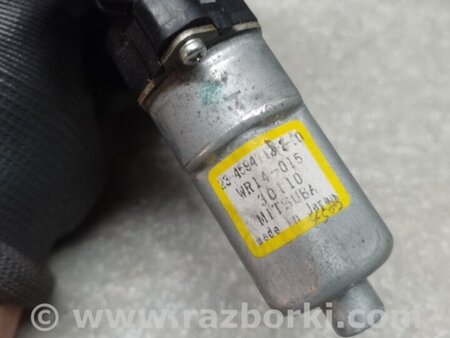 WR14-015
30110
MITSUBA
made in Japan
www.razborki.com